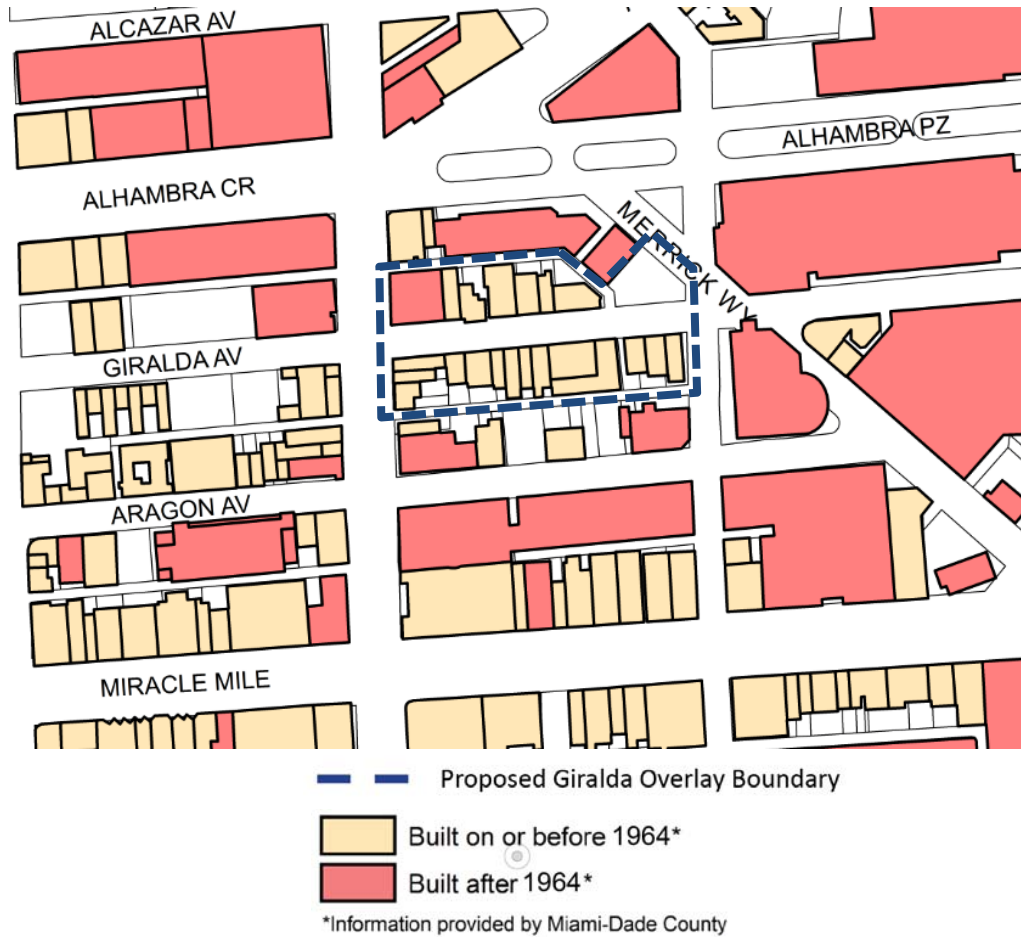 ALCAZAR AV
ALHAMBRA PZ
ALHAMBRA CR
MERRICK WY
GIRALDA AV
ARAGON AV
MIRACLE MILE
Proposed Giralda Overlay Boundary
Built on or before 1964*
Built after 1964*
*Information provided by Miami-Dade County